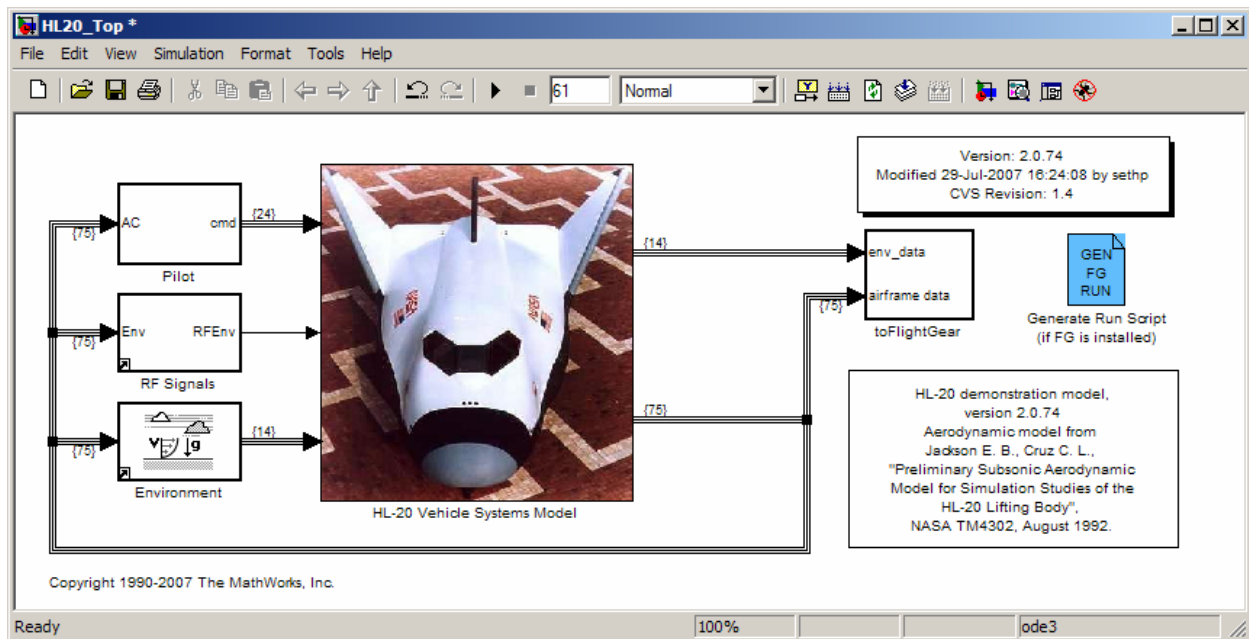 HL20_Top *
File Edit View Simulation Format Tools Help
61 Normal
Version: 2.0.74
Modified 29-Jul-2007 16:24:08 by sethp
CVS Revision: 1.4
AC cmd
{75}
{24}
Pilot
Env RFEnv
{75}
RF Signals
V g
{75}
{14}
Environment
NASA
HL-20 Vehicle Systems Model
{14}
{75}
env_data
airframe data
{75}
toFlightGear
GEN
FG
RUN
Generate Run Script
(if FG is installed)
HL-20 demonstration model,
version 2.0.74
Aerodynamic model from
Jackson E. B., Cruz C. L.,
"Preliminary Subsonic Aerodynamic
Model for Simulation Studies of the
HL-20 Lifting Body",
NASA TM4302, August 1992.
Copyright 1990-2007 The MathWorks, Inc.
Ready 100% ode3